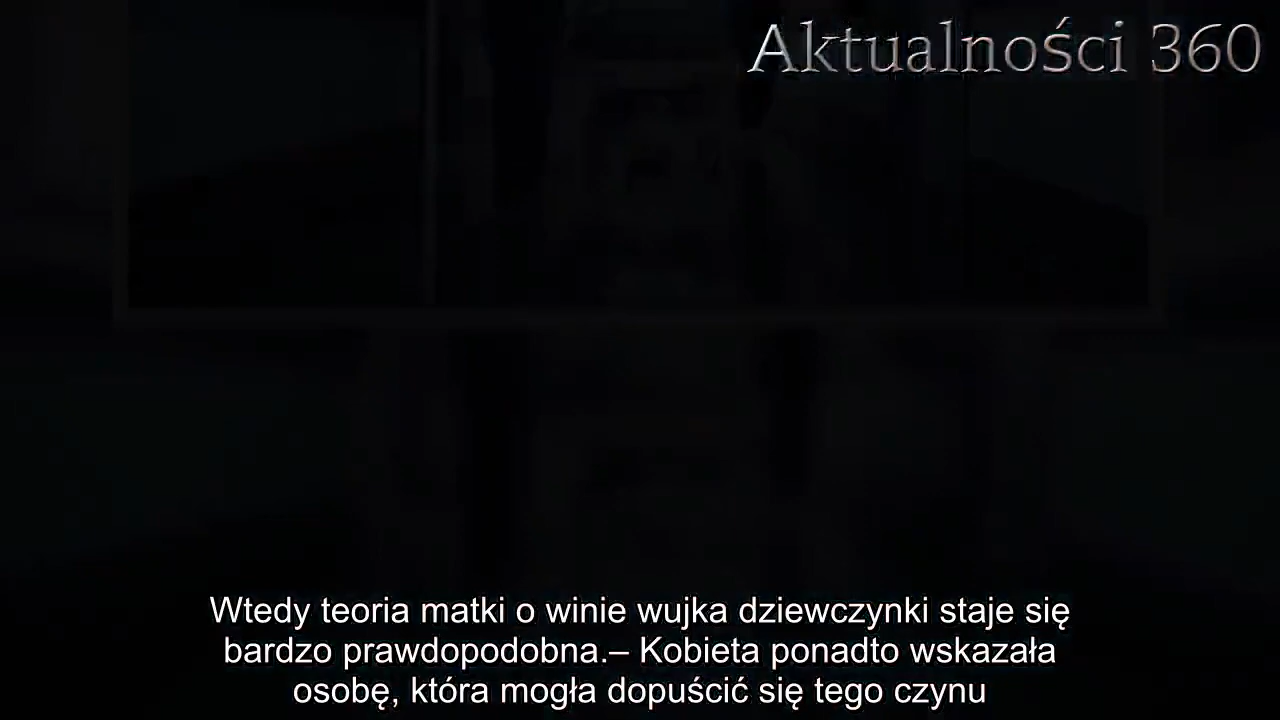 Aktualności 360
Wtedy teoria matki o winie wujka dziewczynki staje się
bardzo prawdopodobna.– Kobieta ponadto wskazała
osobę, która mogła dopuścić się tego czynu